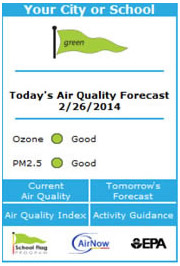 Your City or School
green
Today's Air Quality Forecast
2/26/2014
Ozone Good
PM2.5 Good
Current
Air Quality
Tomorrow's
Forecast
Air Quality Index
Activity Guidance
School flag
PROGRAM
AirNow
EPA